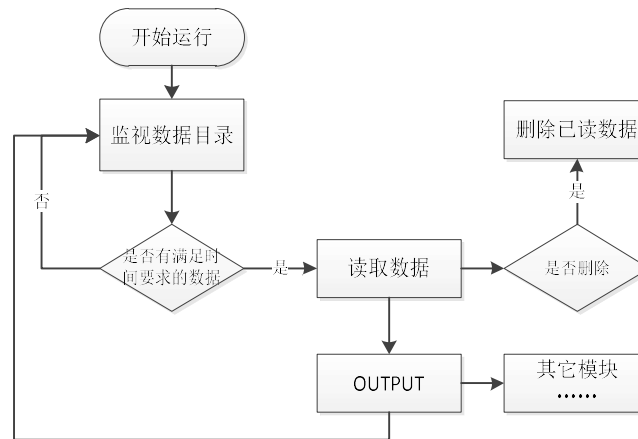 开始运行
监视数据目录
删除已读数据
否
是
是否有满足时
间要求的数据
是
读取数据
是否删除
OUTPUT
其它模块
……